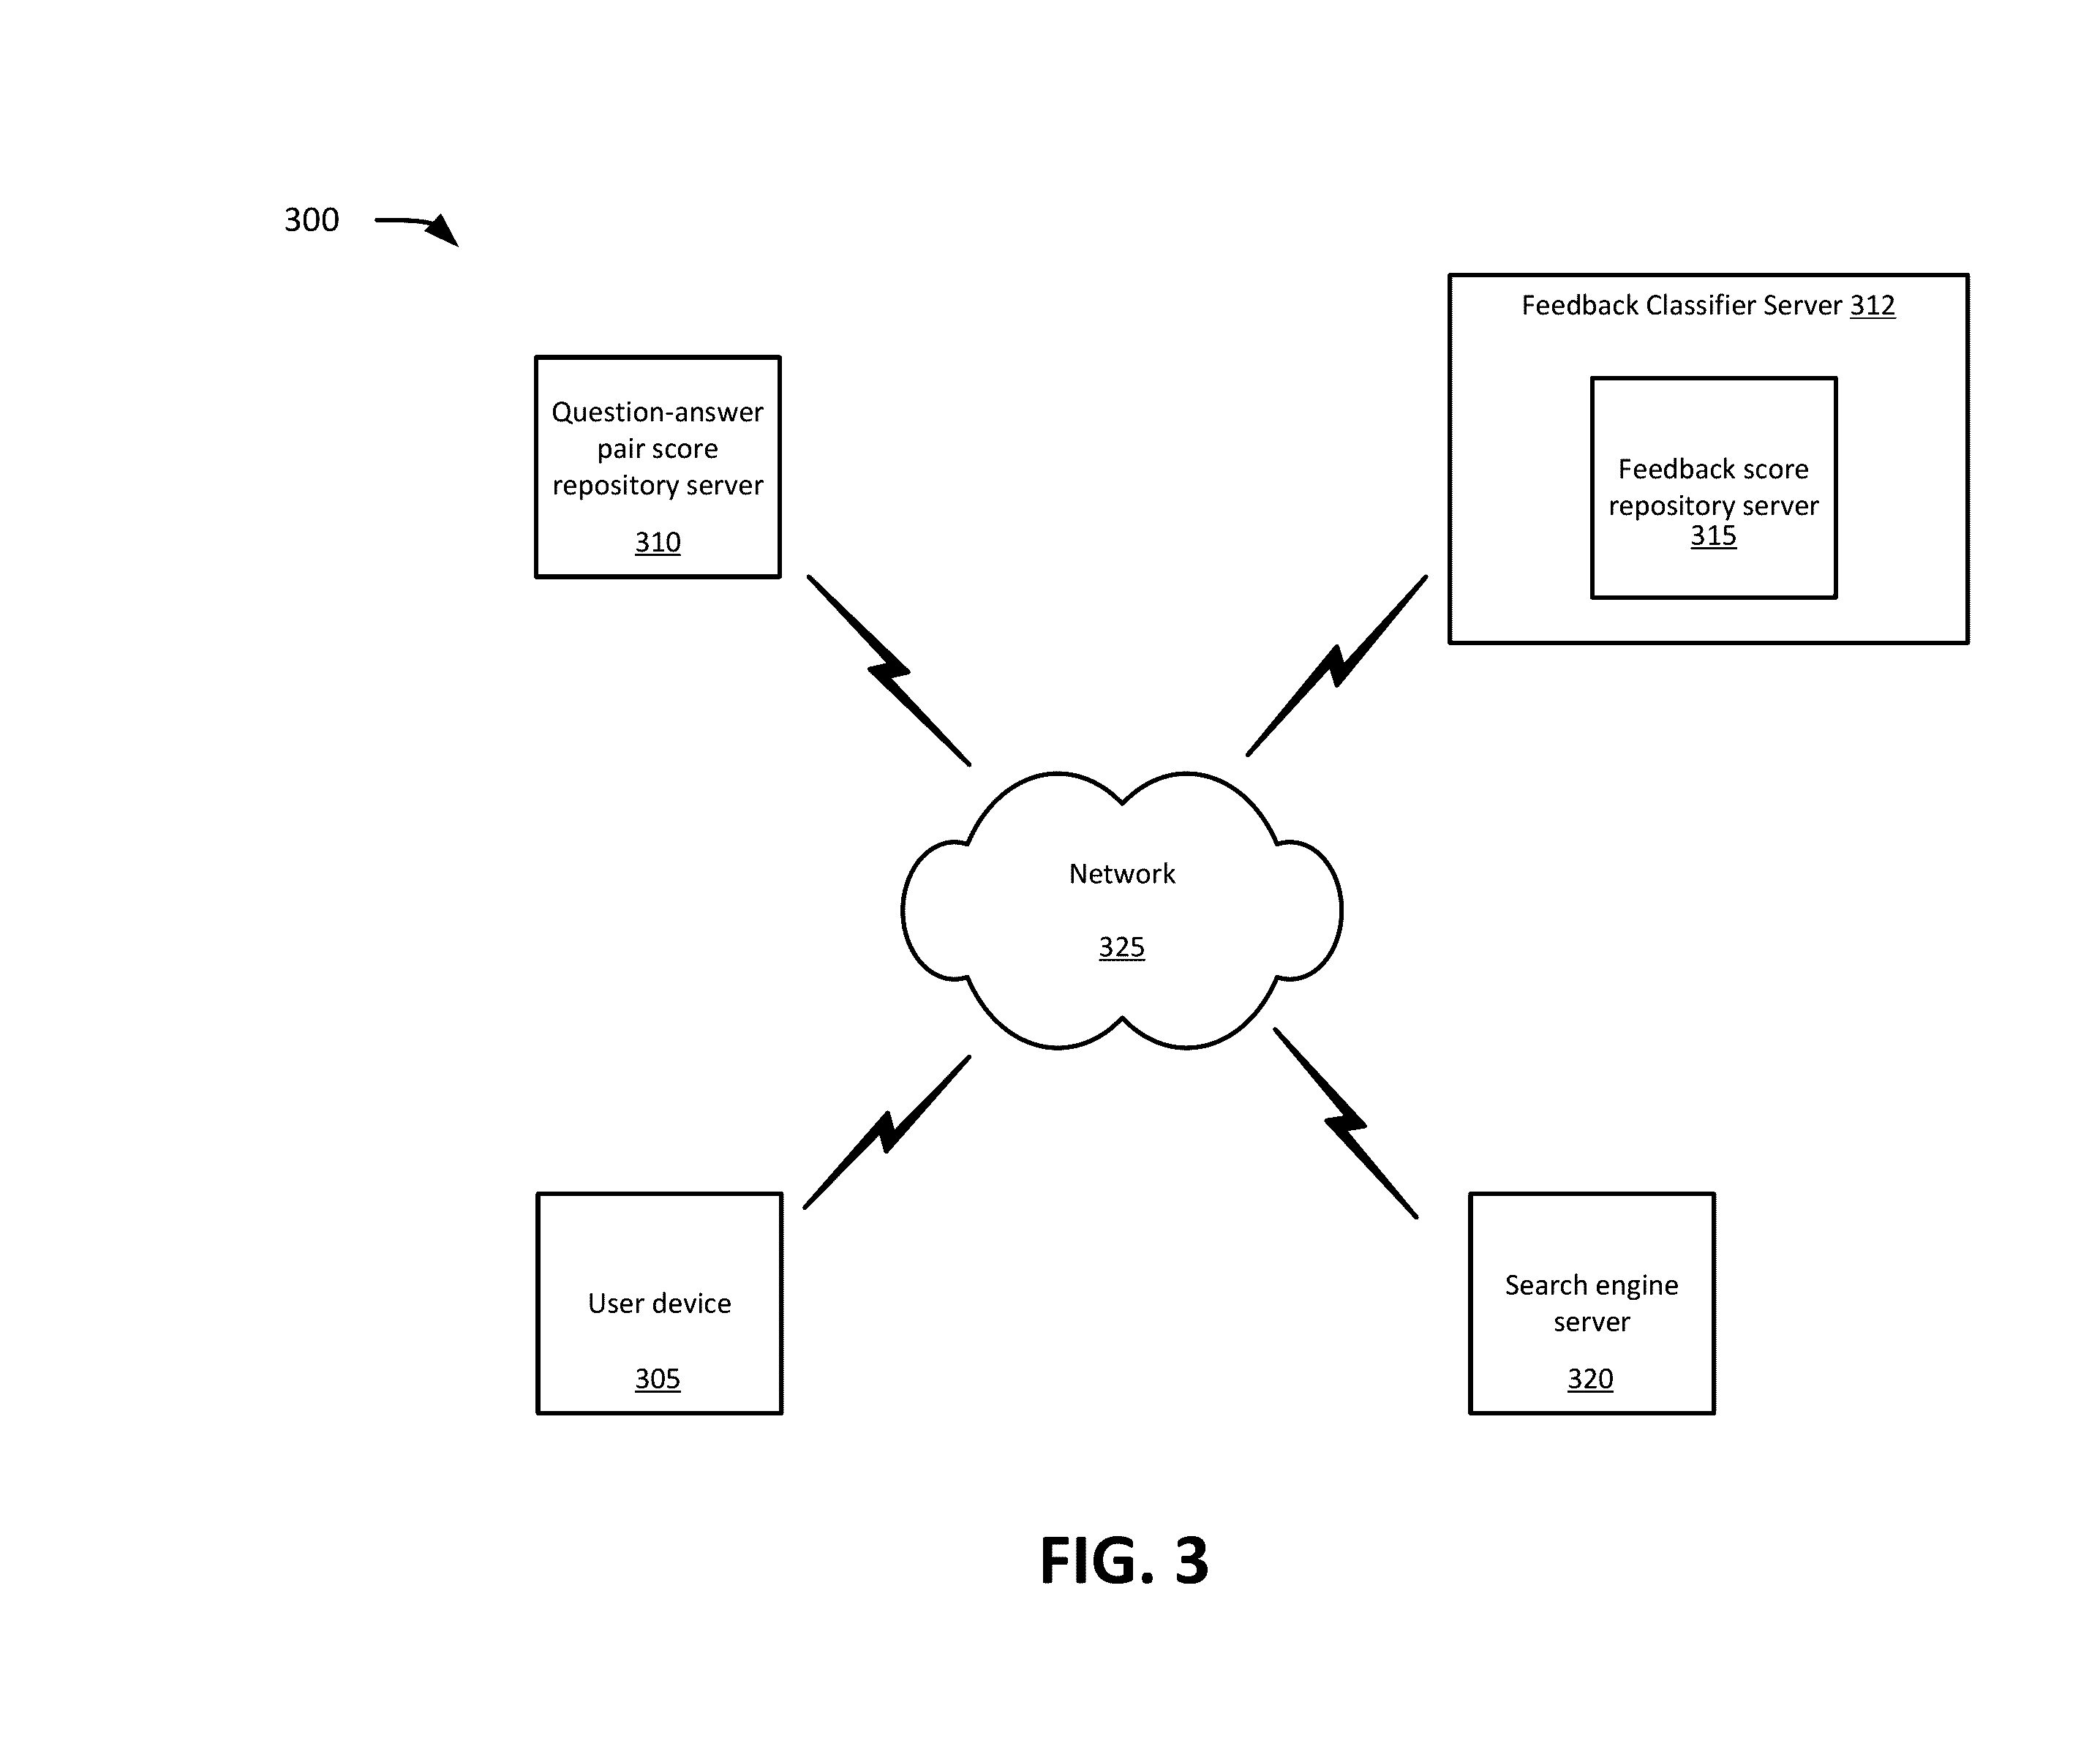 300
Feedback Classifier Server 312
Question-answer
pair score
repository server
310
Feedback score
repository server
315
Network
325
User device
305
Search engine
server
320
FIG. 3